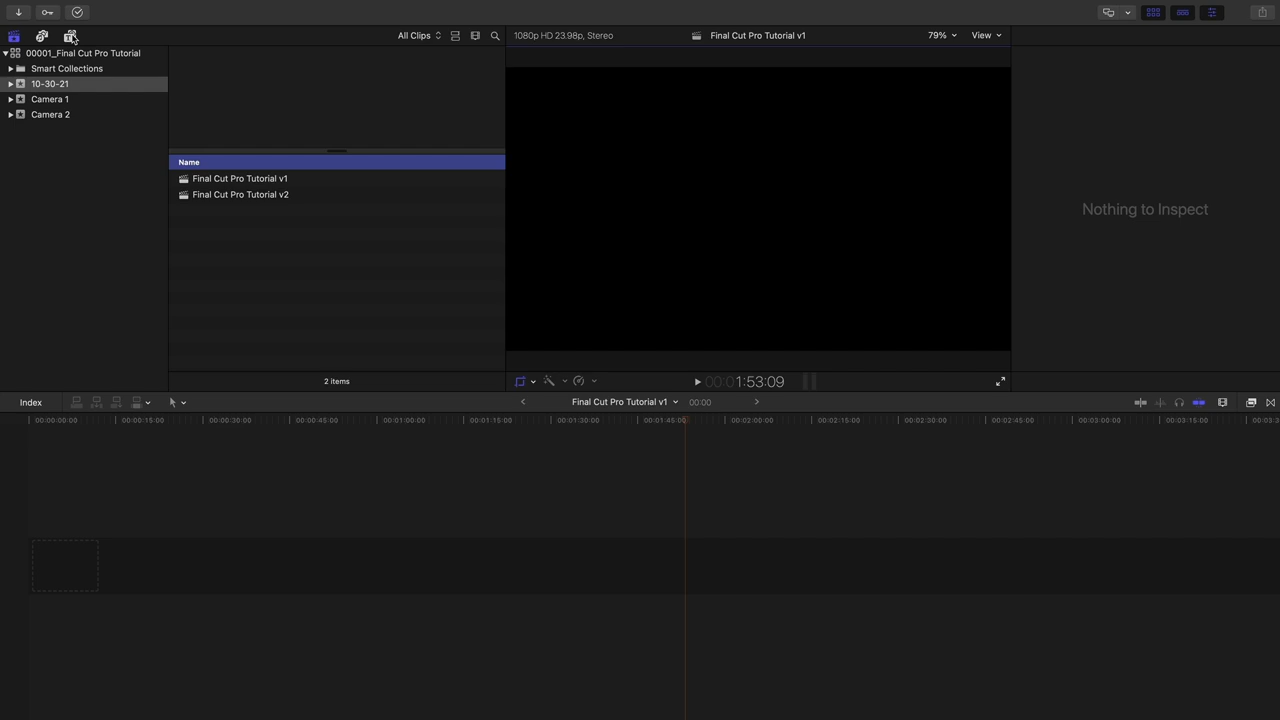 All Clips
1080p HD 23.98p, Stereo
Final Cut Pro Tutorial v1
79%
View
00001_Final Cut Pro Tutorial
Smart Collections
10-30-21
Camera 1
Camera 2
Name
Final Cut Pro Tutorial v1
Final Cut Pro Tutorial v2
2 items
Nothing to Inspect
00:01:53:09
Index
Final Cut Pro Tutorial v1
00:00
00:00:00:00
00:00:15:00
00:00:30:00
00:00:45:00
00:01:00:00
00:01:15:00
00:01:30:00
00:01:45:00
00:02:00:00
00:02:15:00
00:02:30:00
00:02:45:00
00:03:00:00
00:03:15:00